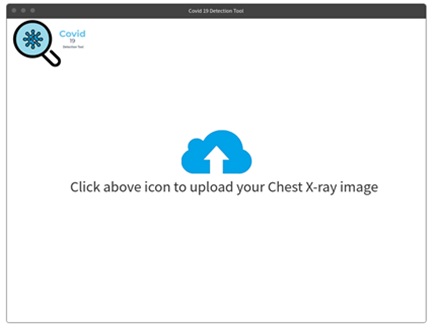 Covid 19 Detection Tool
Covid
19
Detection Tool
Click above icon to upload your Chest X-ray image